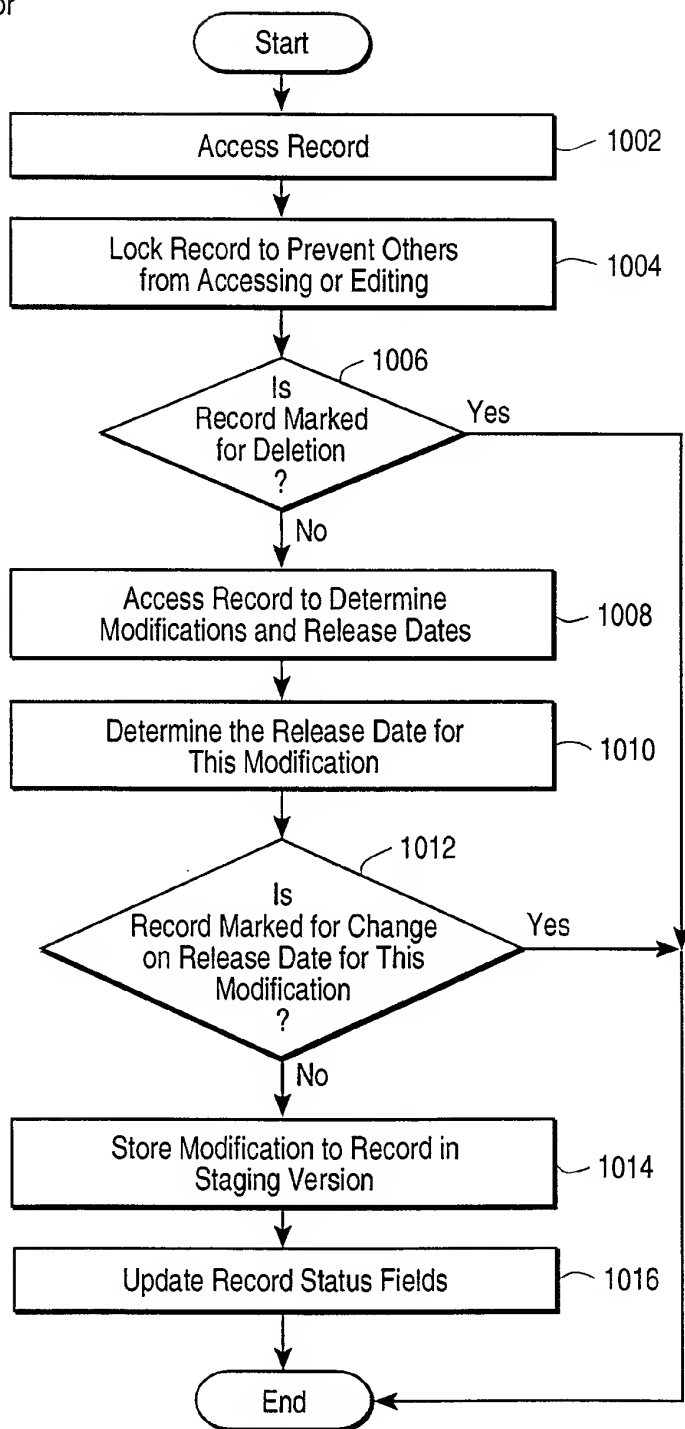 or
Start
Access Record
1002
Lock Record to Prevent Others
from Accessing or Editing
1004
1006
Is
Record Marked
for Deletion
?
Yes
No
Access Record to Determine
Modifications and Release Dates
1008
Determine the Release Date for
This Modification
1010
1012
Is
Record Marked for Change
on Release Date for This
Modification
?
Yes
No
Store Modification to Record in
Staging Version
1014
Update Record Status Fields
1016
End